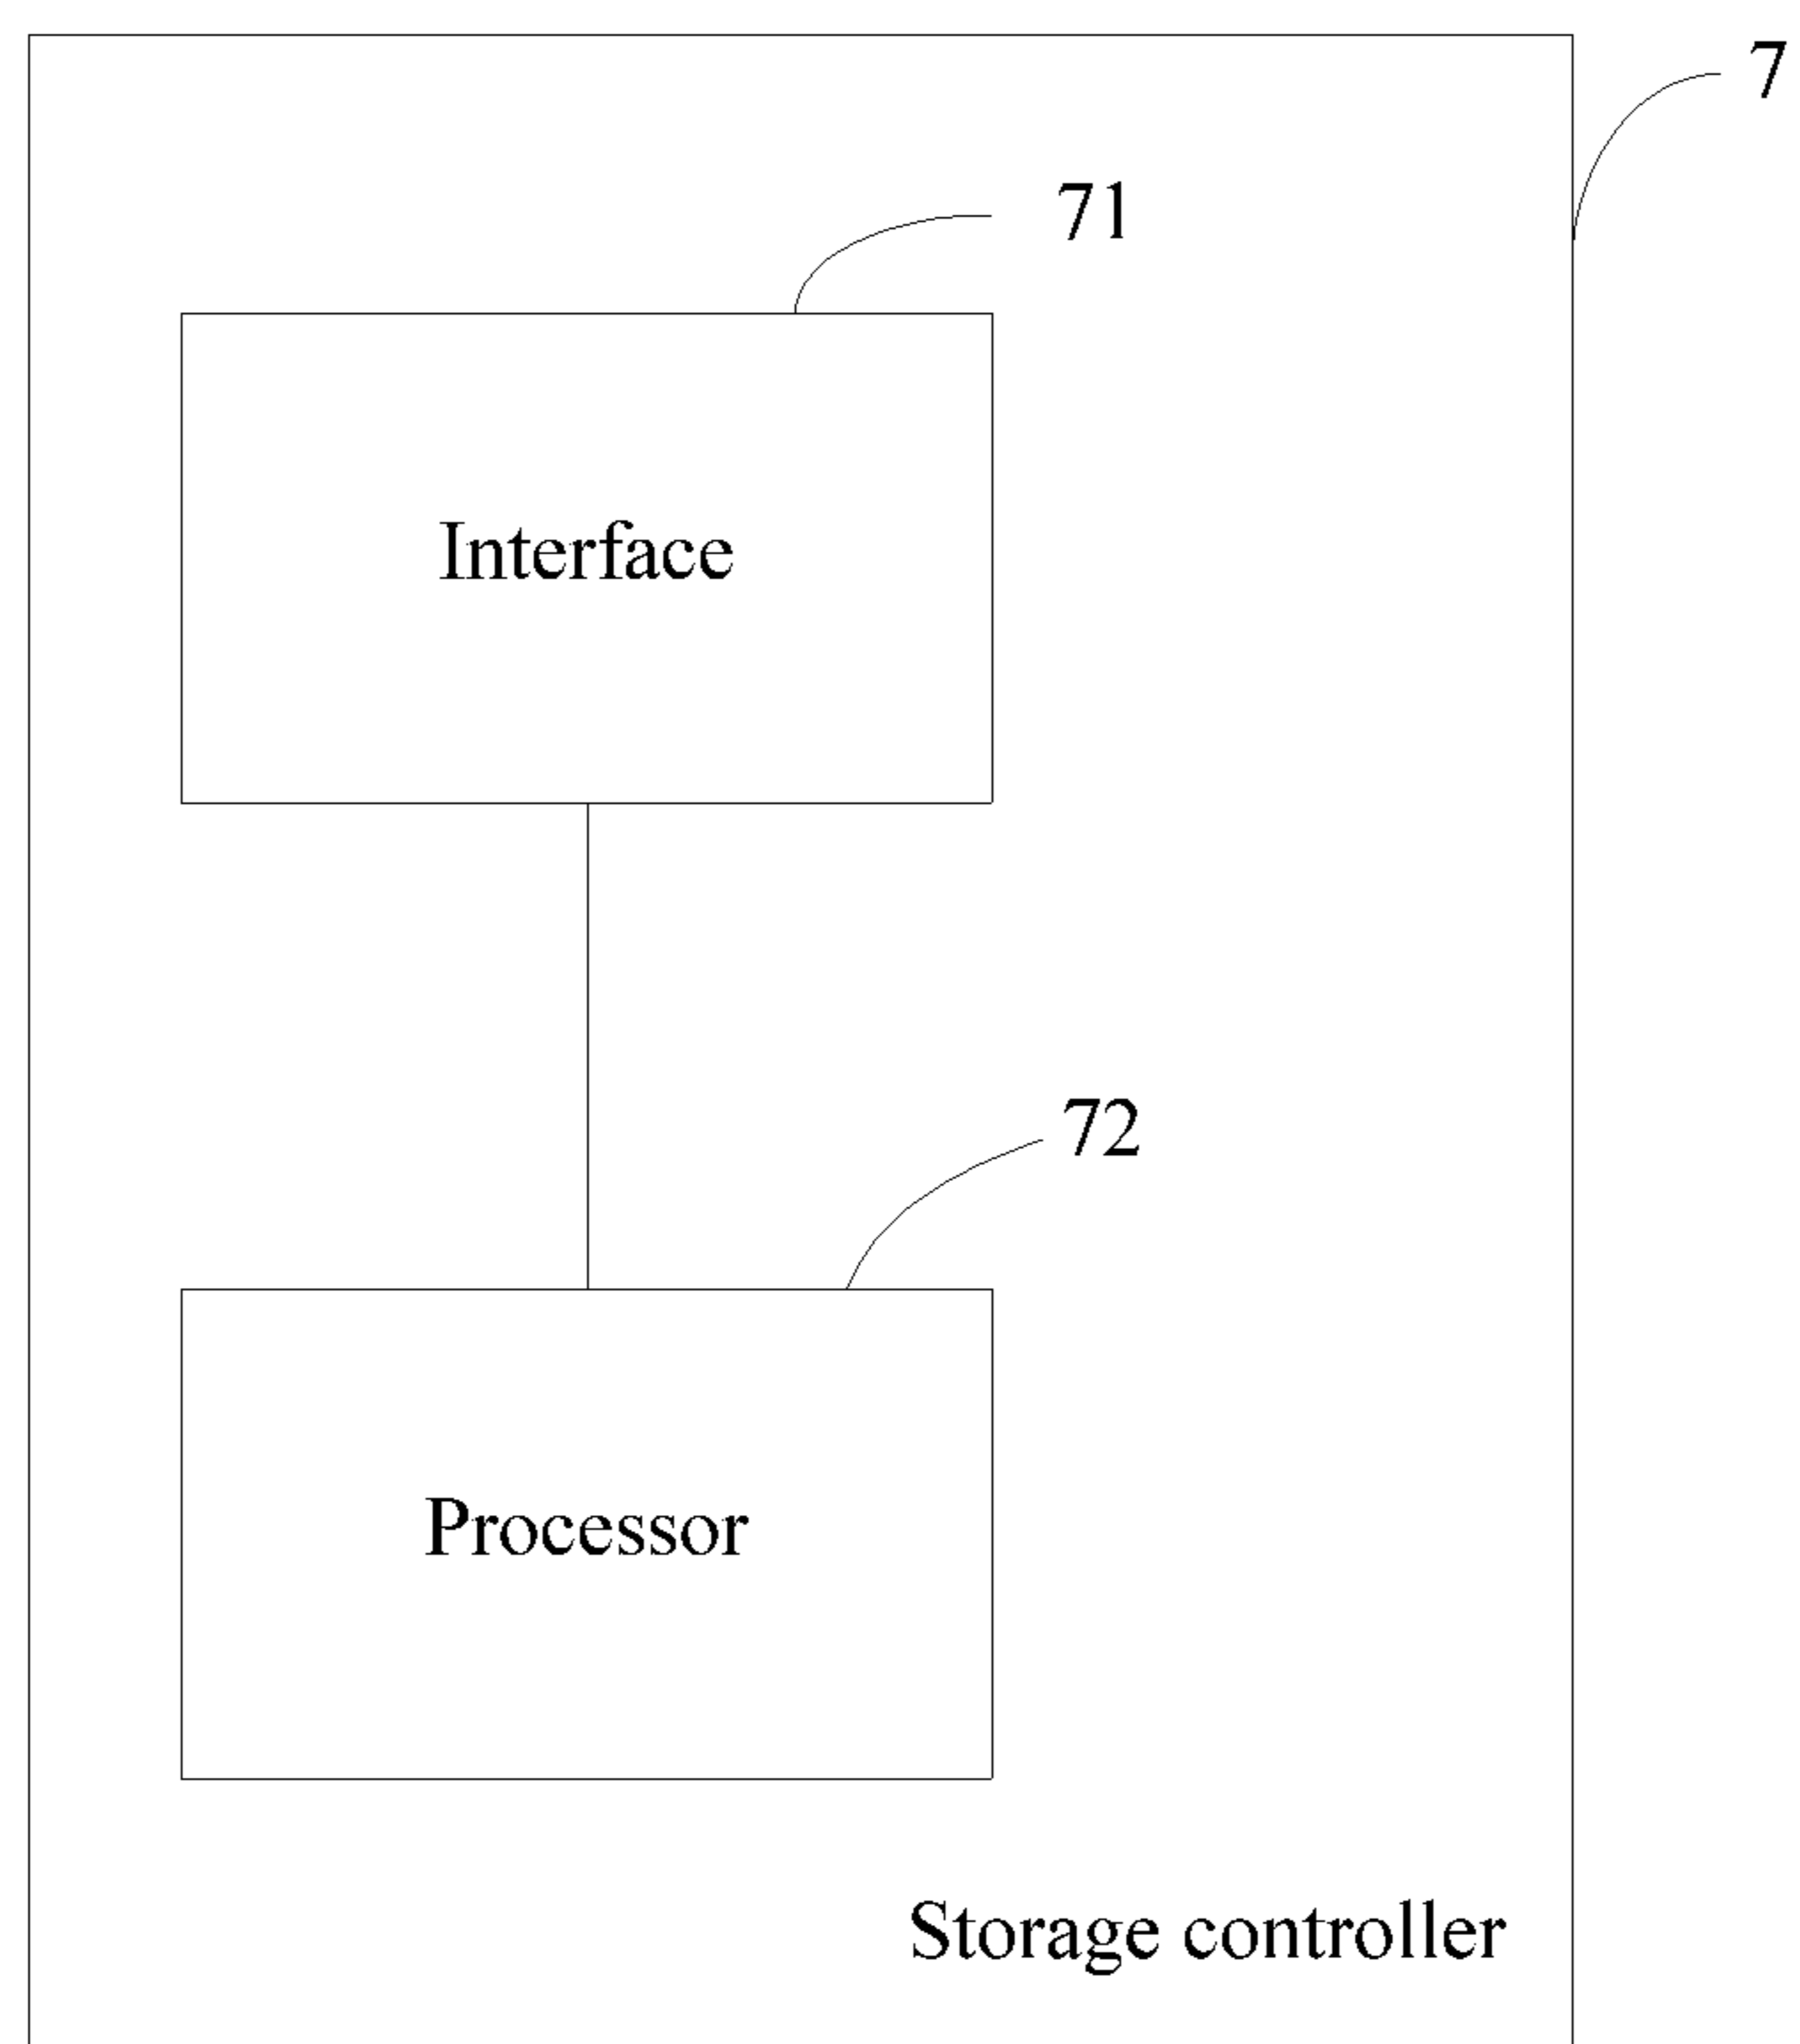 7
71
Interface
72
Processor
Storage controller